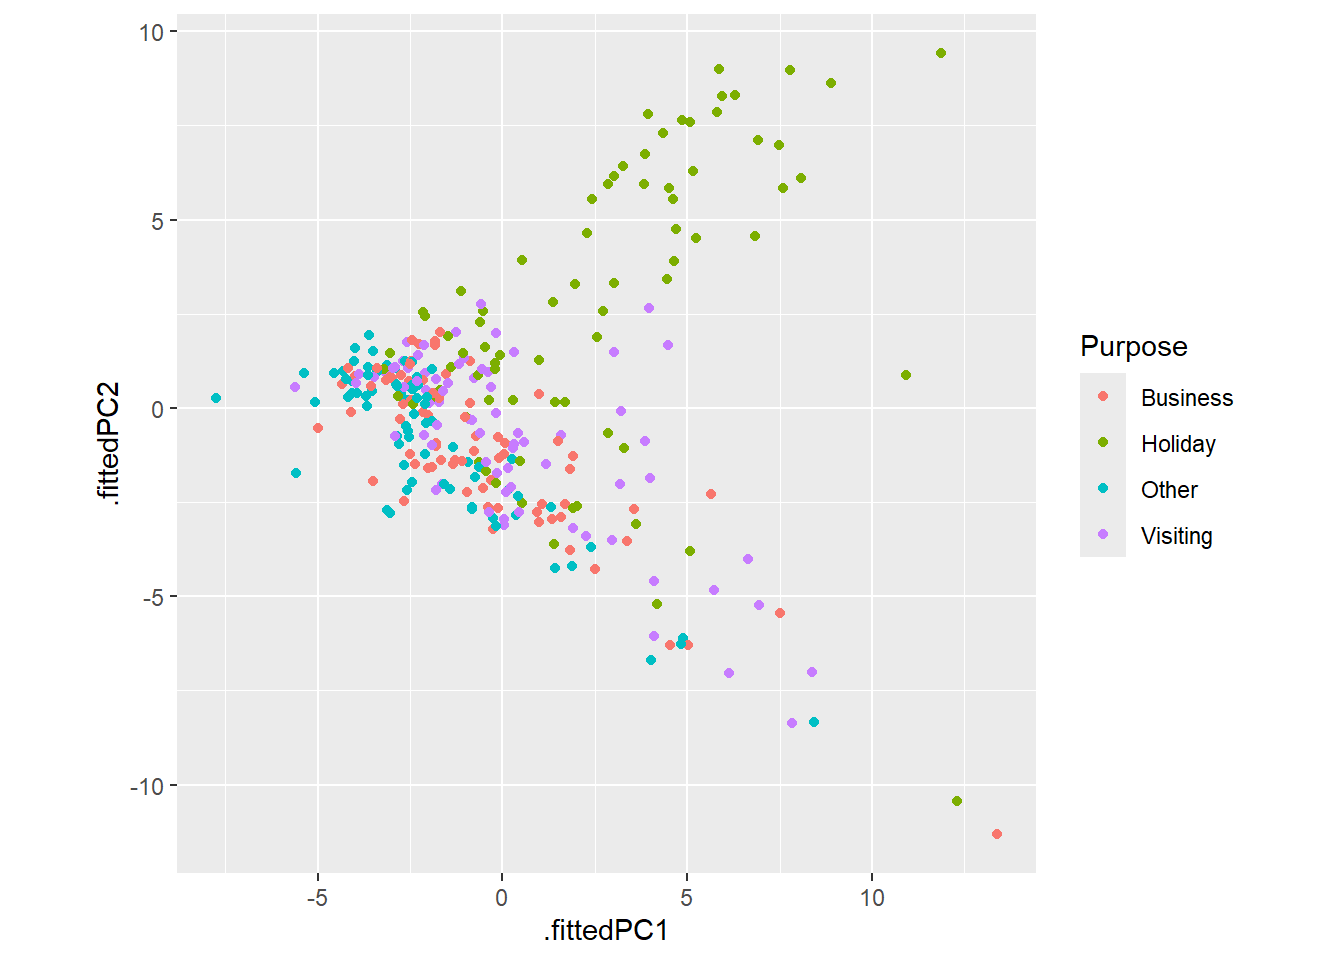 10
5
0
-5
-10
.fittedPC2
-5
0
5
10
.fittedPC1
Purpose
Business
Holiday
Other
Visiting